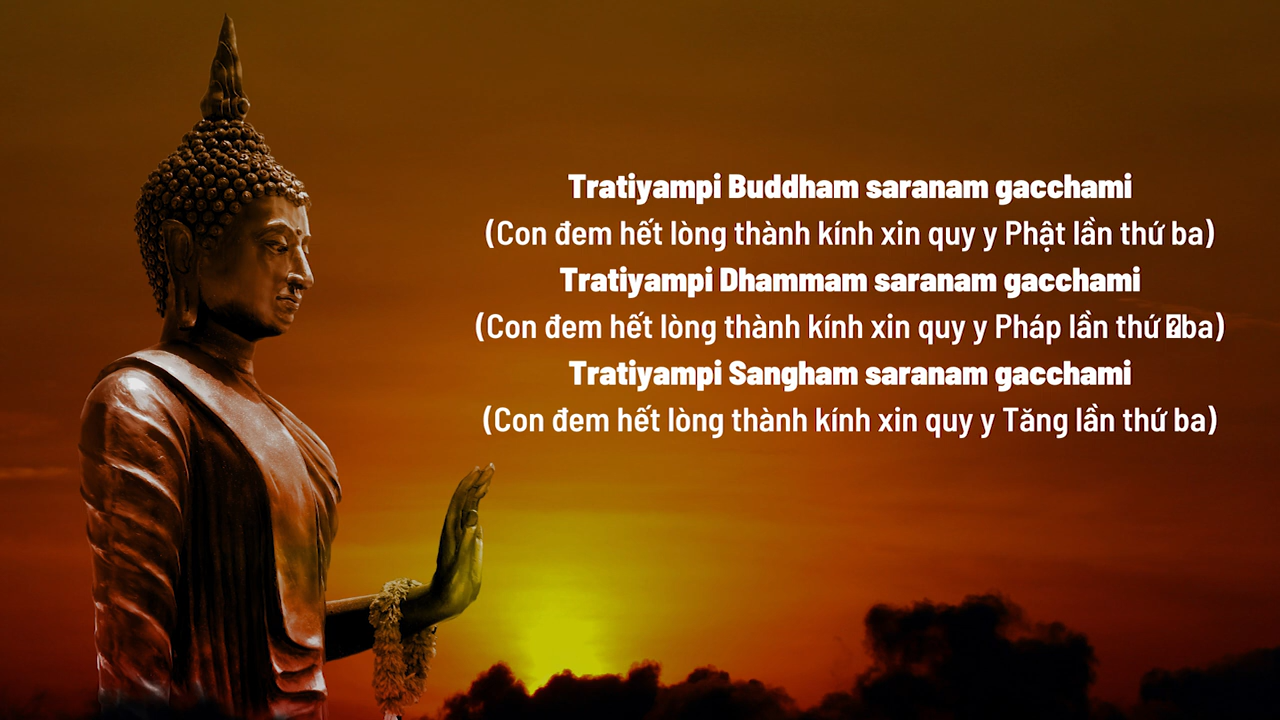 Tratiyampi Buddham saranam gacchami
(Con đem hết lòng thành kính xin quy y Phật lần thứ ba)
Tratiyampi Dhammam saranam gacchami
(Con đem hết lòng thành kính xin quy y Pháp lần thứ �ba)
Tratiyampi Sangham saranam gacchami
(Con đem hết lòng thành kính xin quy y Tăng lần thứ ba)